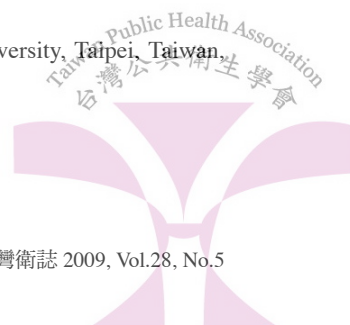 versity, Taipei, Taiwan,
Taiwan Public Health Association
台灣公共衛生學會
灣衛誌 2009, Vol.28, No.5